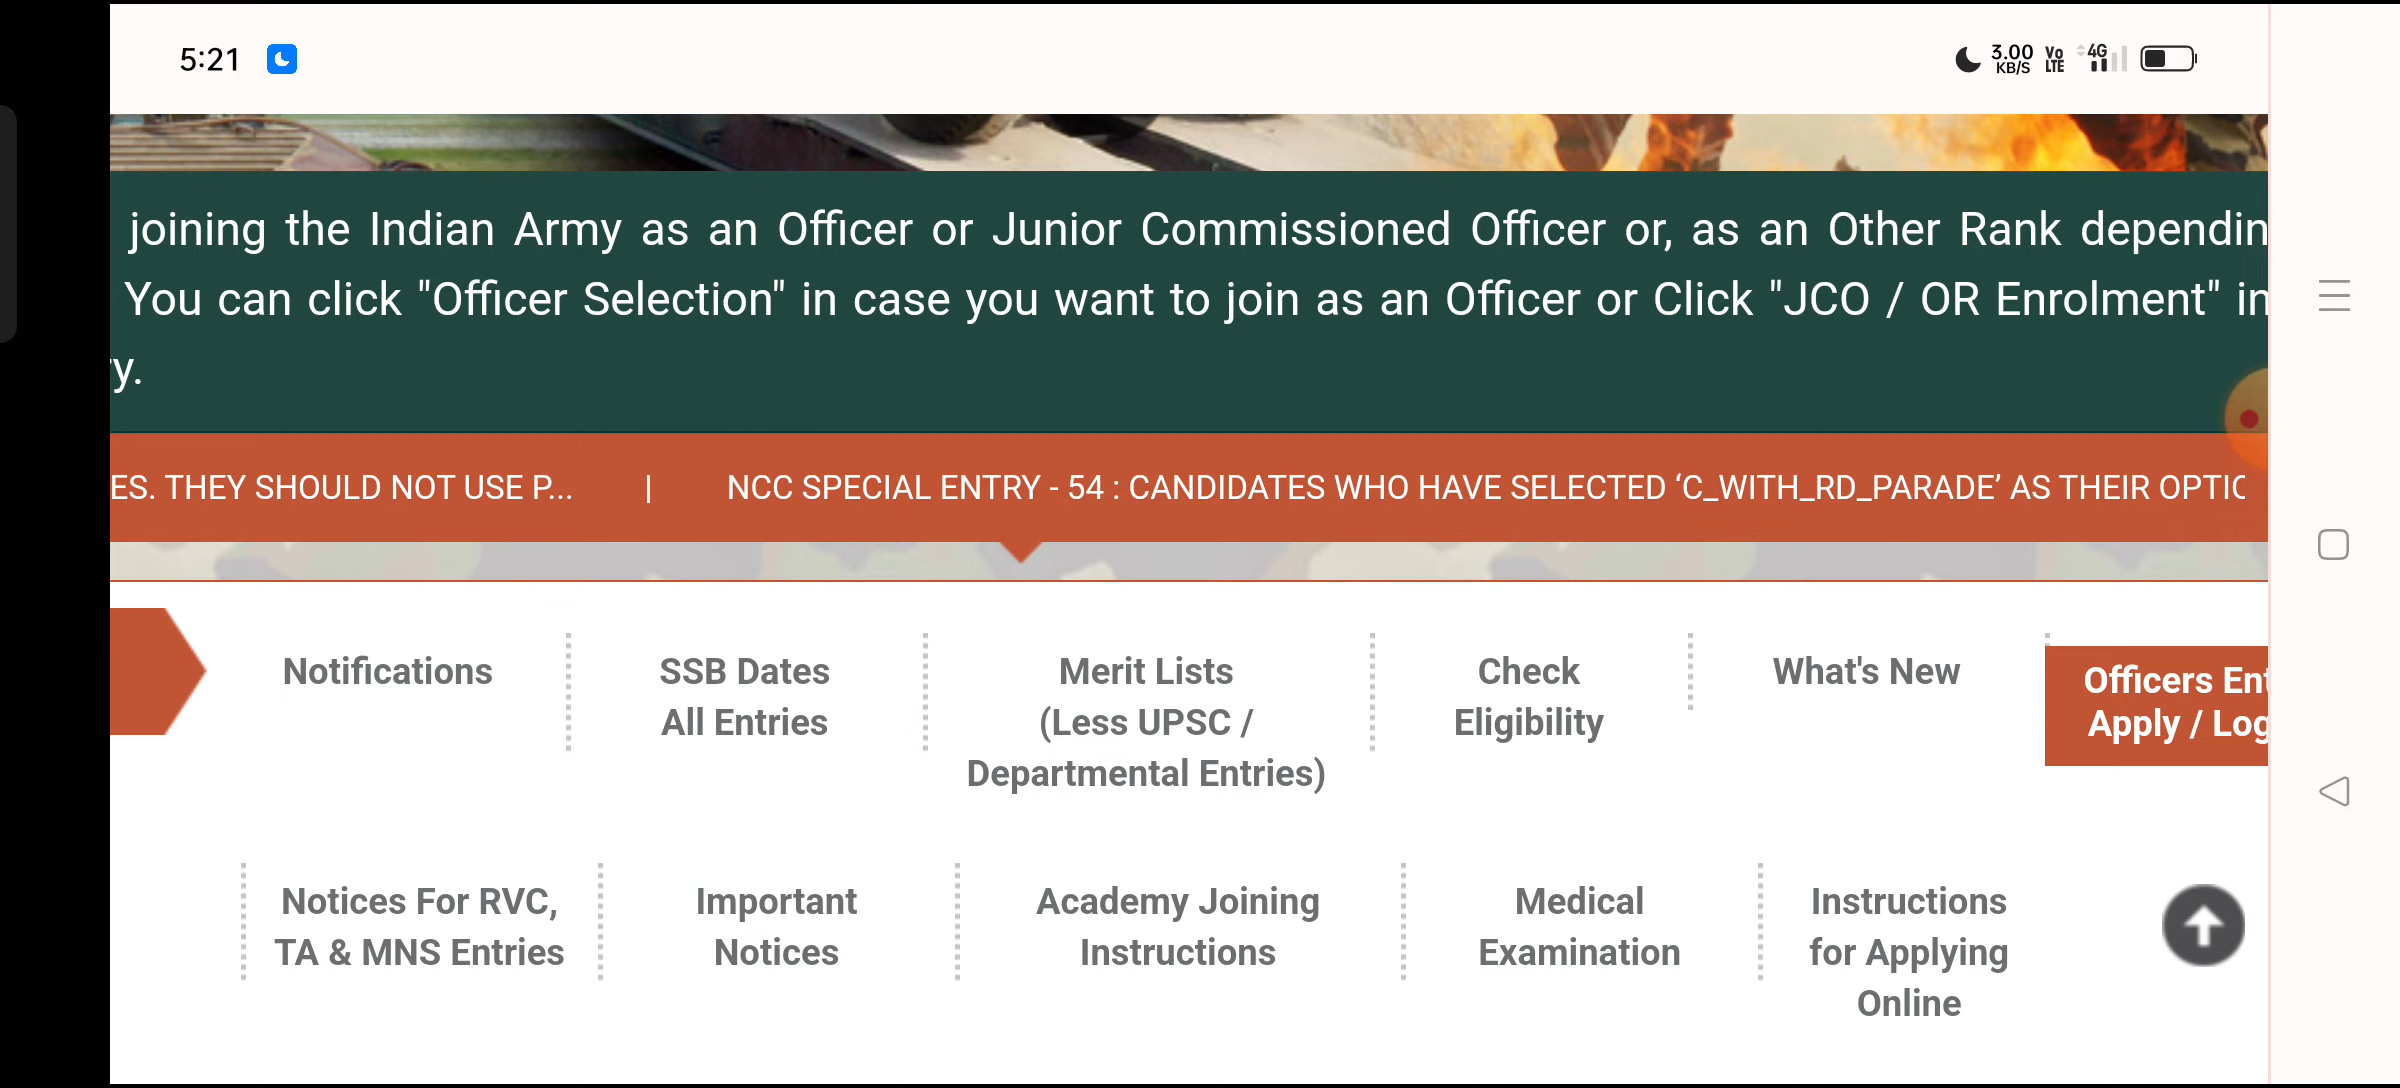 5:21
3.00 KB/S Vo LTE 4G
joining the Indian Army as an Officer or Junior Commissioned Officer or, as an Other Rank dependin
You can click "Officer Selection" in case you want to join as an Officer or Click "JCO / OR Enrolment" in
y.
ES. THEY SHOULD NOT USE P... | NCC SPECIAL ENTRY - 54 : CANDIDATES WHO HAVE SELECTED ‘C_WITH_RD_PARADE’ AS THEIR OPTIO
Notifications
SSB Dates
All Entries
Merit Lists
(Less UPSC /
Departmental Entries)
Check
Eligibility
What's New
Officers Ent
Apply / Log
Notices For RVC,
TA & MNS Entries
Important
Notices
Academy Joining
Instructions
Medical
Examination
Instructions
for Applying
Online